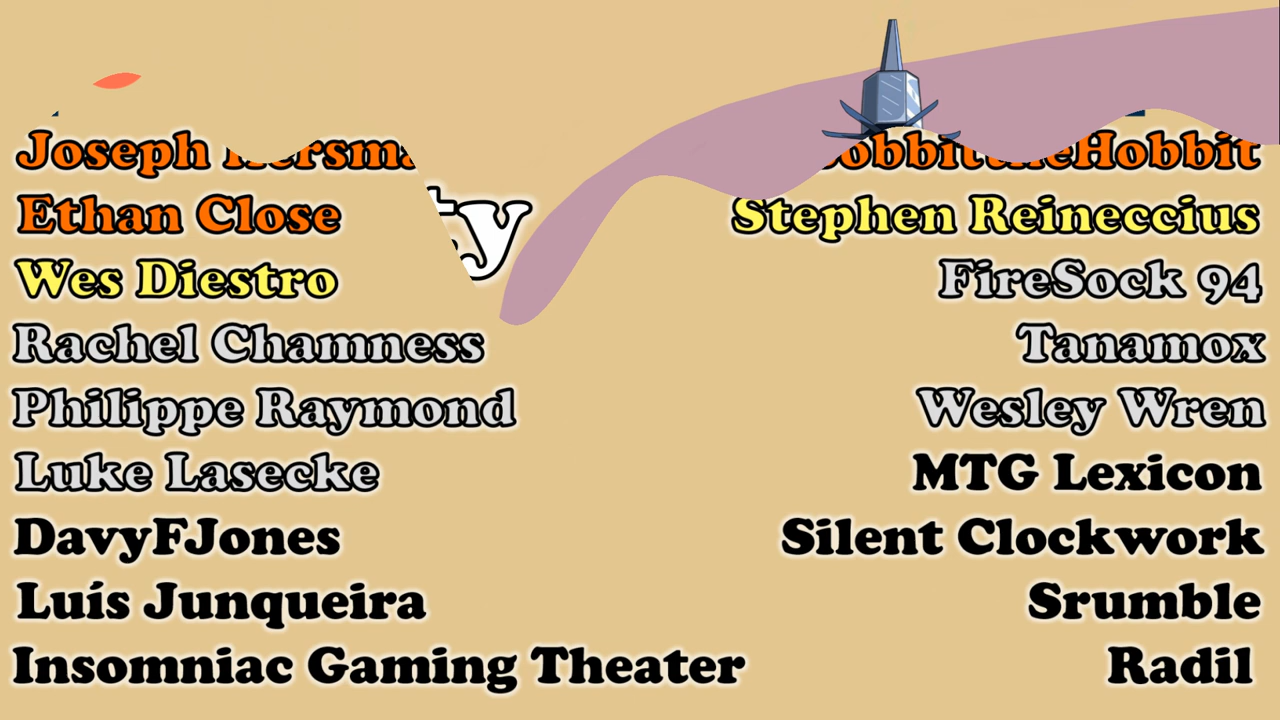 Joseph
Ethan Close
Stephen Reineccius
Wes Diestro
FireSock 94
Rachel Chamness
Tanamox
Philippe Raymond
Wesley Wren
Luke Lasecke
MTG Lexicon
DavyFJones
Silent Clockwork
Luís Junqueira
Srumble
Insomniac Gaming Theater
Radil